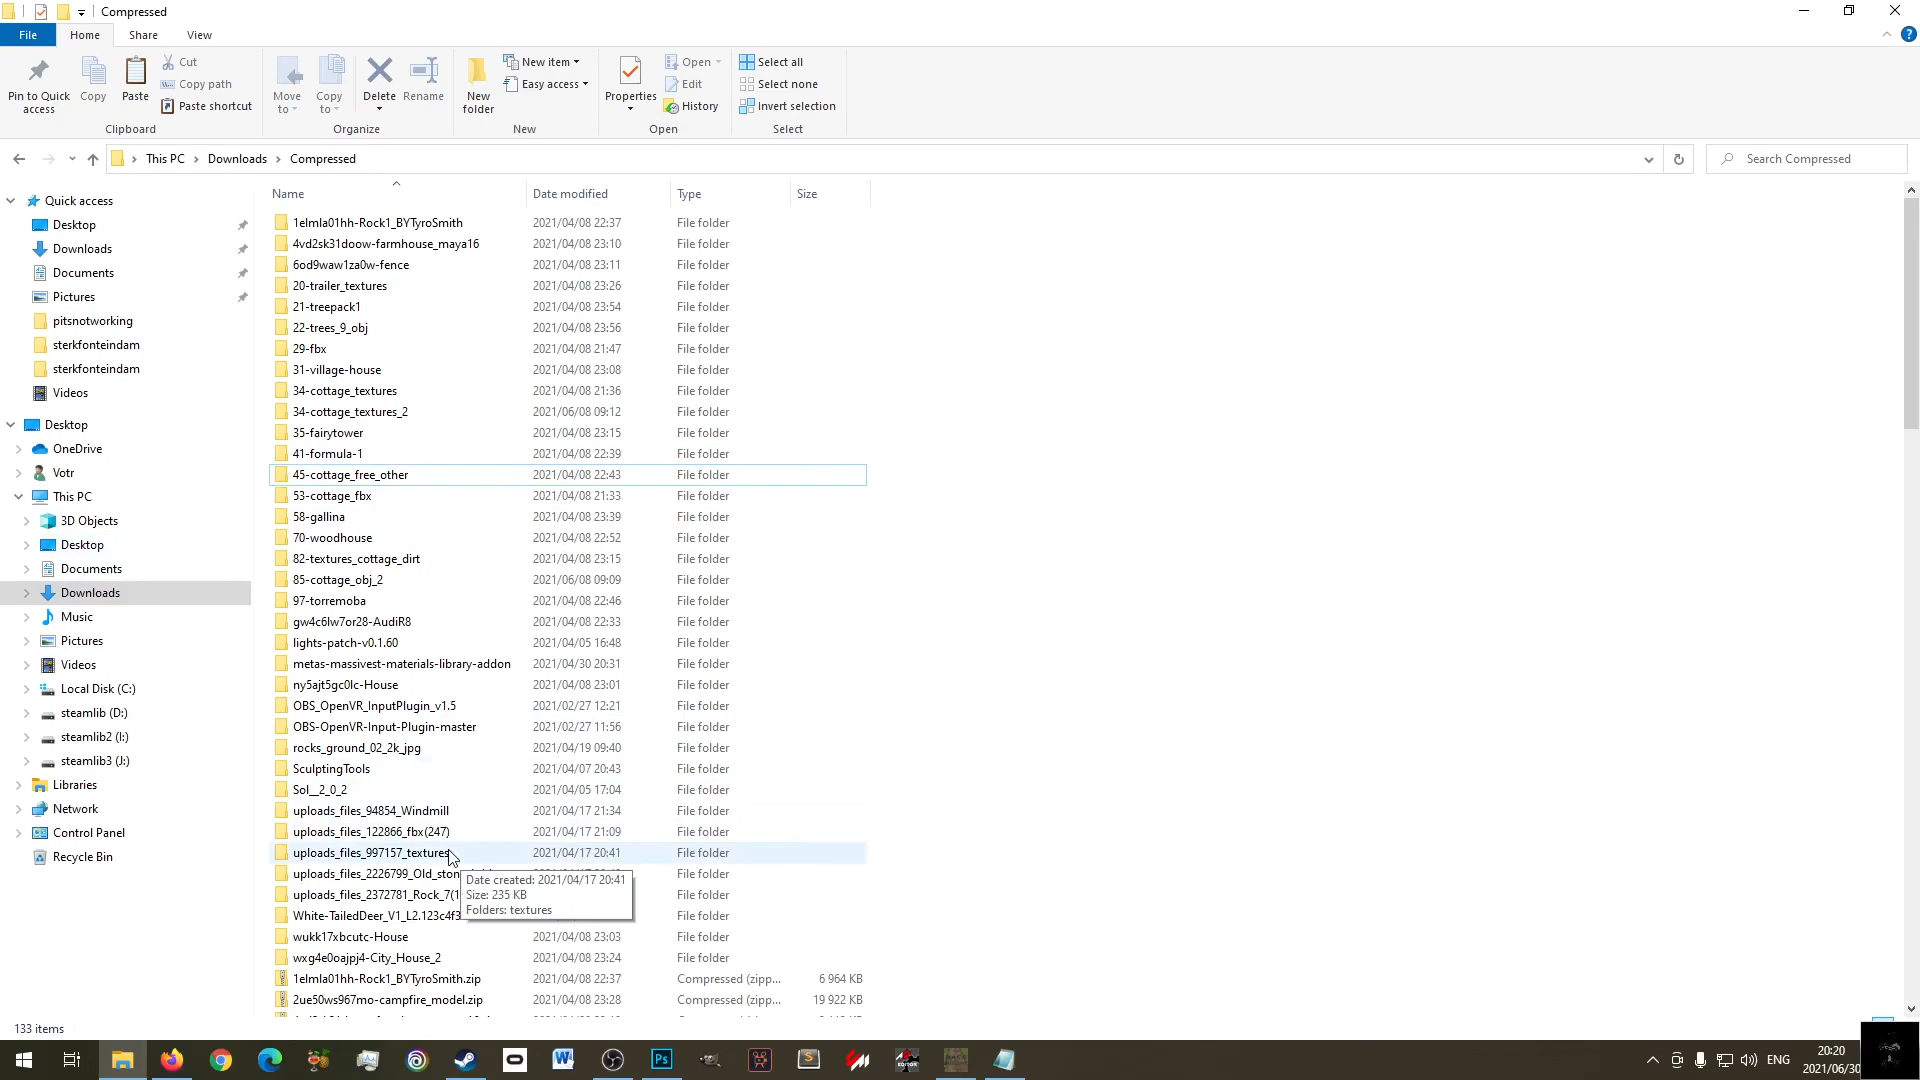 Compressed
File
Home
Share
View
Pin to Quick access
Copy
Paste
Cut
Copy path
Paste shortcut
Clipboard
Move to
Copy to
Delete
Rename
Organize
New folder
New item
Easy access
New
Properties
Open
Edit
History
Open
Select all
Select none
Invert selection
Select
This PC
Downloads
Compressed
Search Compressed
Quick access
Desktop
Downloads
Documents
Pictures
pitsnotworking
sterkfonteindam
sterkfonteindam
Videos
Desktop
OneDrive
Votr
This PC
3D Objects
Desktop
Documents
Downloads
Music
Pictures
Videos
Local Disk (C:)
steamlib (D:)
steamlib2 (I:)
steamlib3 (J:)
Libraries
Network
Control Panel
Recycle Bin
Name Date modified Type Size
1elmla01hh-Rock1_BYTyroSmith 2021/04/08 22:37 File folder
4vd2sk31doow-farmhouse_maya16 2021/04/08 23:10 File folder
6od9waw1za0w-fence 2021/04/08 23:11 File folder
20-trailer_textures 2021/04/08 23:26 File folder
21-treepack1 2021/04/08 23:54 File folder
22-trees_9_obj 2021/04/08 23:56 File folder
29-fbx 2021/04/08 21:47 File folder
31-village-house 2021/04/08 23:08 File folder
34-cottage_textures 2021/04/08 21:36 File folder
34-cottage_textures_2 2021/06/08 09:12 File folder
35-fairytower 2021/04/08 23:15 File folder
41-formula-1 2021/04/08 22:39 File folder
45-cottage_free_other 2021/04/08 22:43 File folder
53-cottage_fbx 2021/04/08 21:33 File folder
58-gallina 2021/04/08 23:39 File folder
70-woodhouse 2021/04/08 22:52 File folder
82-textures_cottage_dirt 2021/04/08 23:15 File folder
85-cottage_obj_2 2021/06/08 09:09 File folder
97-torremoba 2021/04/08 22:46 File folder
gw4c6lw7or28-AudiR8 2021/04/08 22:33 File folder
lights-patch-v0.1.60 2021/04/05 16:48 File folder
metas-massivest-materials-library-addon 2021/04/30 20:31 File folder
ny5ajt5gc0lc-House 2021/04/08 23:01 File folder
OBS_OpenVR_InputPlugin_v1.5 2021/02/27 12:21 File folder
OBS-OpenVR-Input-Plugin-master 2021/02/27 11:56 File folder
rocks_ground_02_2k_jpg 2021/04/19 09:40 File folder
SculptingTools 2021/04/07 20:43 File folder
Sol__2_0_2 2021/04/05 17:04 File folder
uploads_files_94854_Windmill 2021/04/17 21:34 File folder
uploads_files_122866_fbx(247) 2021/04/17 21:09 File folder
uploads_files_997157_textures 2021/04/17 20:41 File folder
uploads_files_2226799_Old_ston File folder
uploads_files_2372781_Rock_7(1 File folder
White-TailedDeer_V1_L2.123c4f3 File folder
Date created: 2021/04/17 20:41
Size: 235 KB
Folders: textures
wukk17xbcutc-House 2021/04/08 23:03 File folder
wxg4e0oajpj4-City_House_2 2021/04/08 23:24 File folder
1elmla01hh-Rock1_BYTyroSmith.zip 2021/04/08 22:37 Compressed (zipp... 6 964 KB
2ue50ws967mo-campfire_model.zip 2021/04/08 23:28 Compressed (zipp... 19 922 KB
133 items
ENG
20:20
2021/06/30